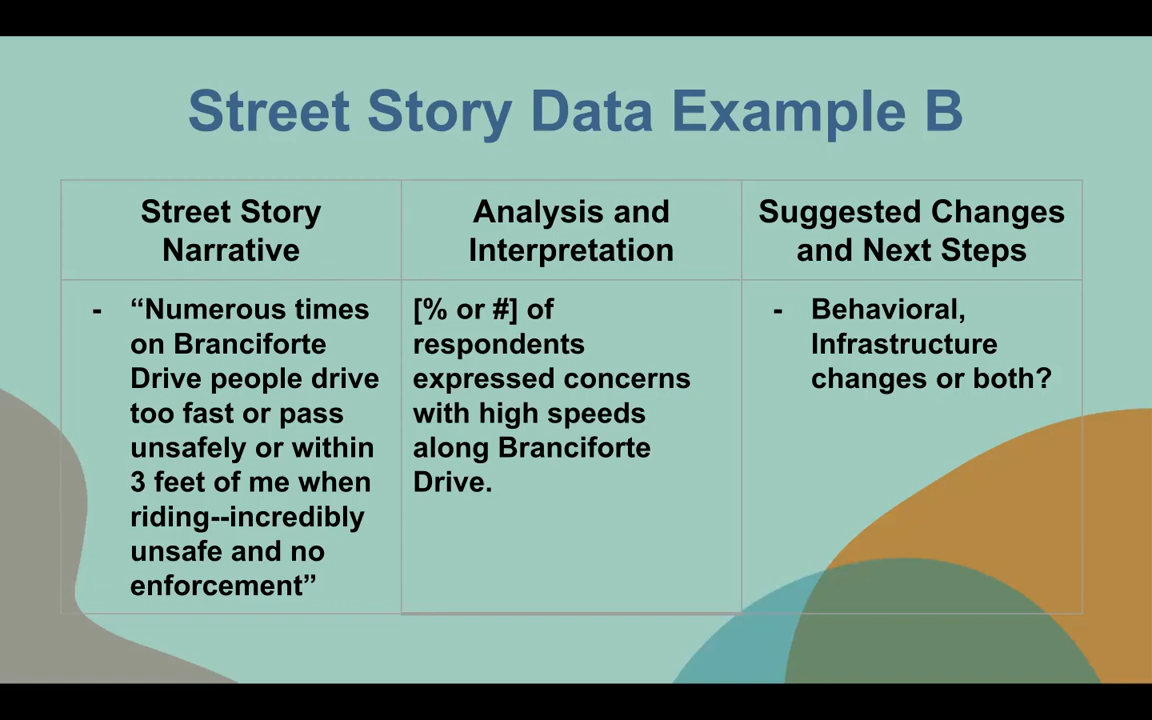 Street Story Data Example B
Street Story
Narrative
Analysis and
Interpretation
Suggested Changes
and Next Steps
- “Numerous times
on Branciforte
Drive people drive
too fast or pass
unsafely or within
3 feet of me when
riding--incredibly
unsafe and no
enforcement”
[% or #] of
respondents
expressed concerns
with high speeds
along Branciforte
Drive.
- Behavioral,
Infrastructure
changes or both?